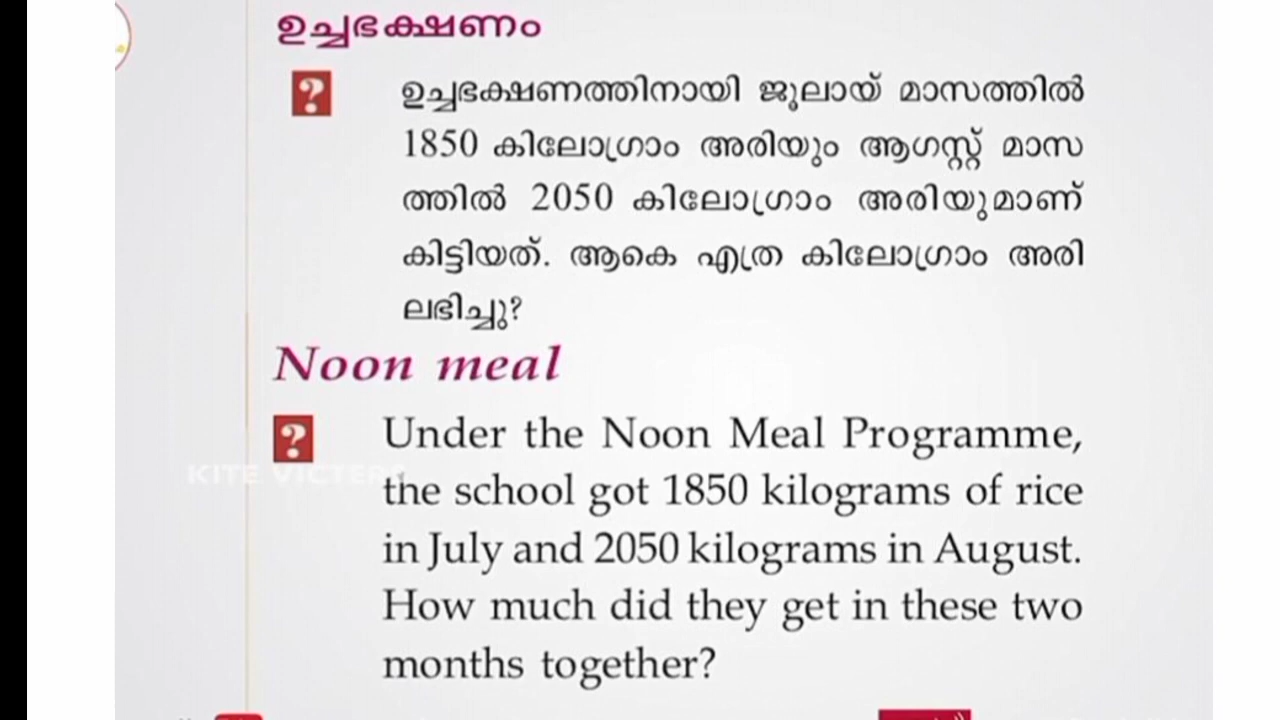 ഉച്ചഭക്ഷണം
? ഉച്ചഭക്ഷണത്തിനായി ജൂലായ് മാസത്തിൽ
1850 കിലോഗ്രാം അരിയും ആഗസ്റ്റ് മാസ
ത്തിൽ 2050 കിലോഗ്രാം അരിയുമാണ്
കിട്ടിയത്. ആകെ എത്ര കിലോഗ്രാം അരി
ലഭിച്ചു?
Noon meal
? Under the Noon Meal Programme,
KITE VICTERS
the school got 1850 kilograms of rice
in July and 2050 kilograms in August.
How much did they get in these two
months together?